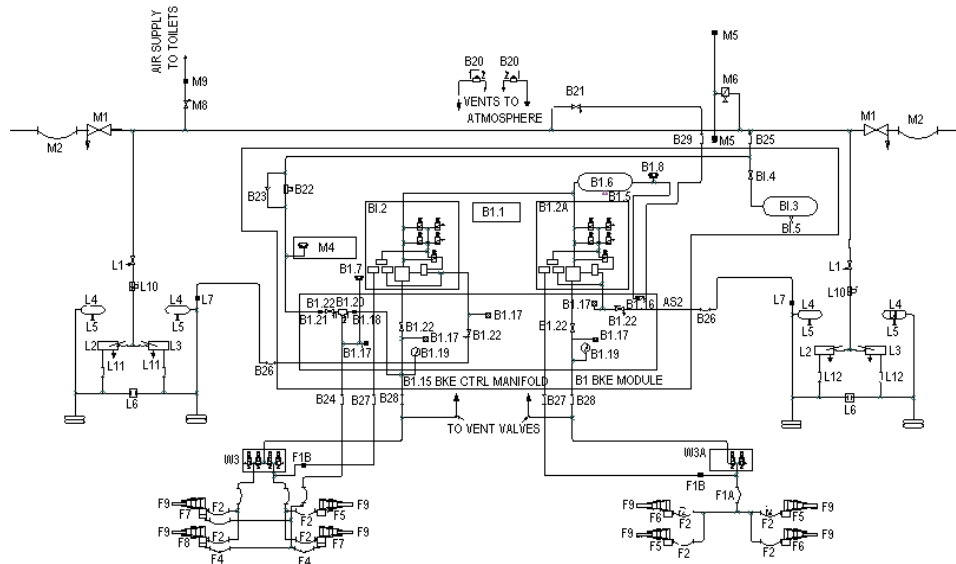 AIR SUPPLY
TO TOILETS
M9
M8
M1
M2
B20 B20
VENTS TO
ATMOSPHERE
B21
M5
M6
M5
M1
M2
B29
B25
B23
B22
M4
BI.2
B1.1
B1.2A
B1.6
B1.5
B1.8
BI.4
BI.3
BI.5
B1.7
L1
L10
L4
L5
L7
L4
L5
L2
L3
L11
L11
L6
B1.22
B1.20
B1.21
B1.18
B1.17
B1.22
B1.17
B1.19
B1.17
B1.22
B1.17
B1.16
B1.22
B1.22
B1.17
B1.19
AS2
B26
B26
B1.15 BKE CTRL MANIFOLD
B1 BKE MODULE
L1
L10
L7
L4
L5
L4
L5
L2
L3
L12
L12
L6
B24
B27
B28
B27
B28
TO VENT VALVES
W3
F1B
W3A
F1B
F1A
F9
F7
F2
F2
F5
F9
F9
F8
F2
F4
F4
F2
F7
F9
F9
F6
F2
F2
F5
F9
F9
F5
F2
F2
F6
F9